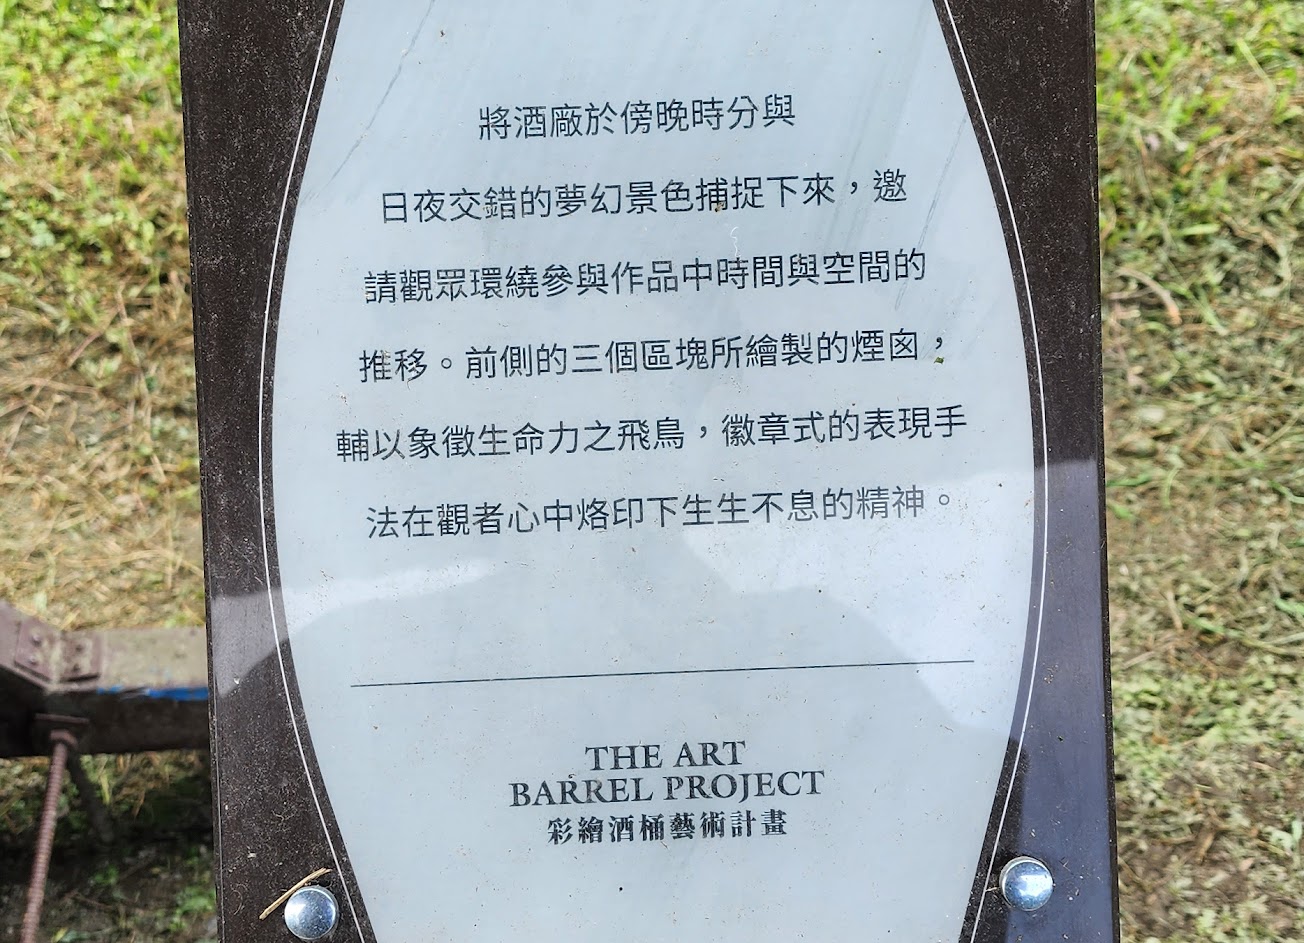 將酒廠於傍晚時分與
日夜交錯的夢幻景色捕捉下來，邀
請觀眾環繞參與作品中時間與空間的
推移。前側的三個區塊所繪製的煙囪，
輔以象徵生命力之飛鳥，徽章式的表現手
法在觀者心中烙印下生生不息的精神。
THE ART
BARREL PROJECT
彩繪酒桶藝術計畫